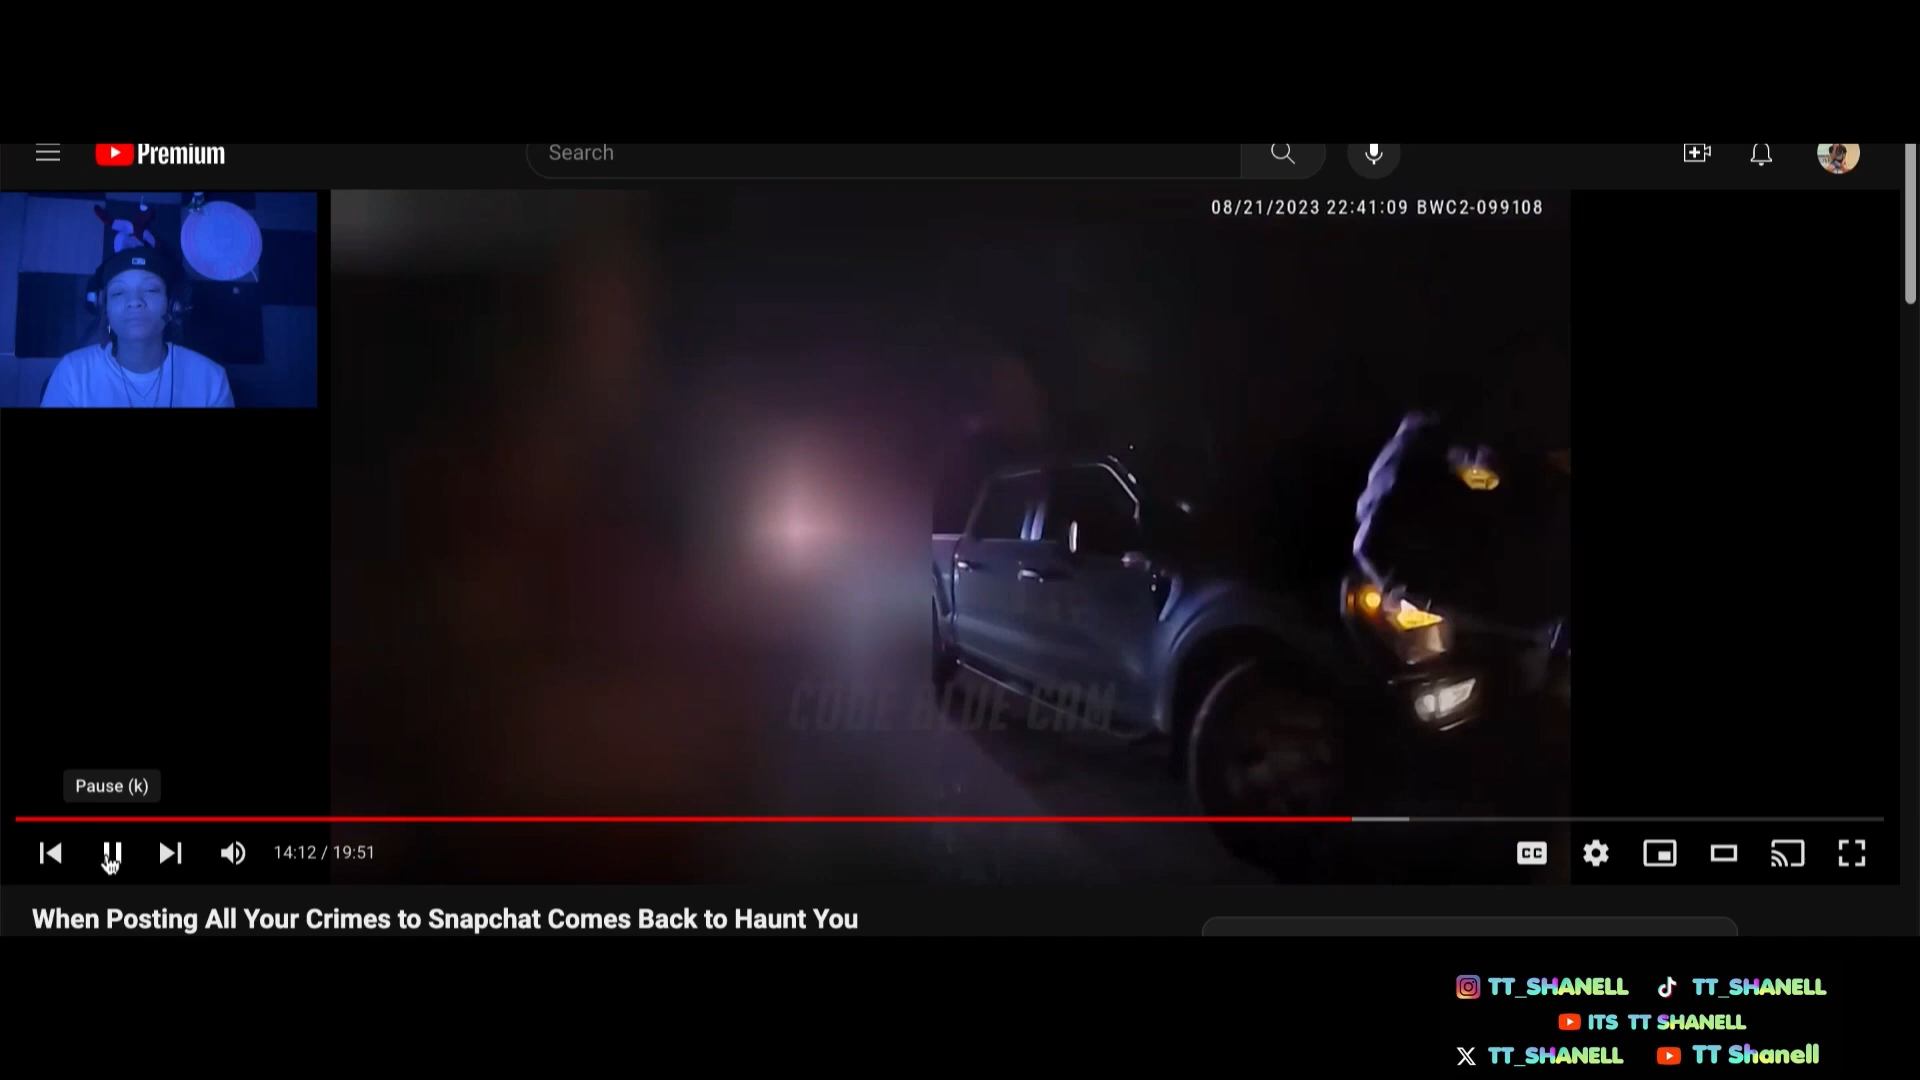 Premium
Search
08/21/2023 22:41:09 BWC2-099108
CODE BLUE CAM
Pause (k)
14:12 / 19:51
CC
When Posting All Your Crimes to Snapchat Comes Back to Haunt You
TT_SHANELL TT_SHANELL
ITS TT SHANELL
TT_SHANELL TT Shanell